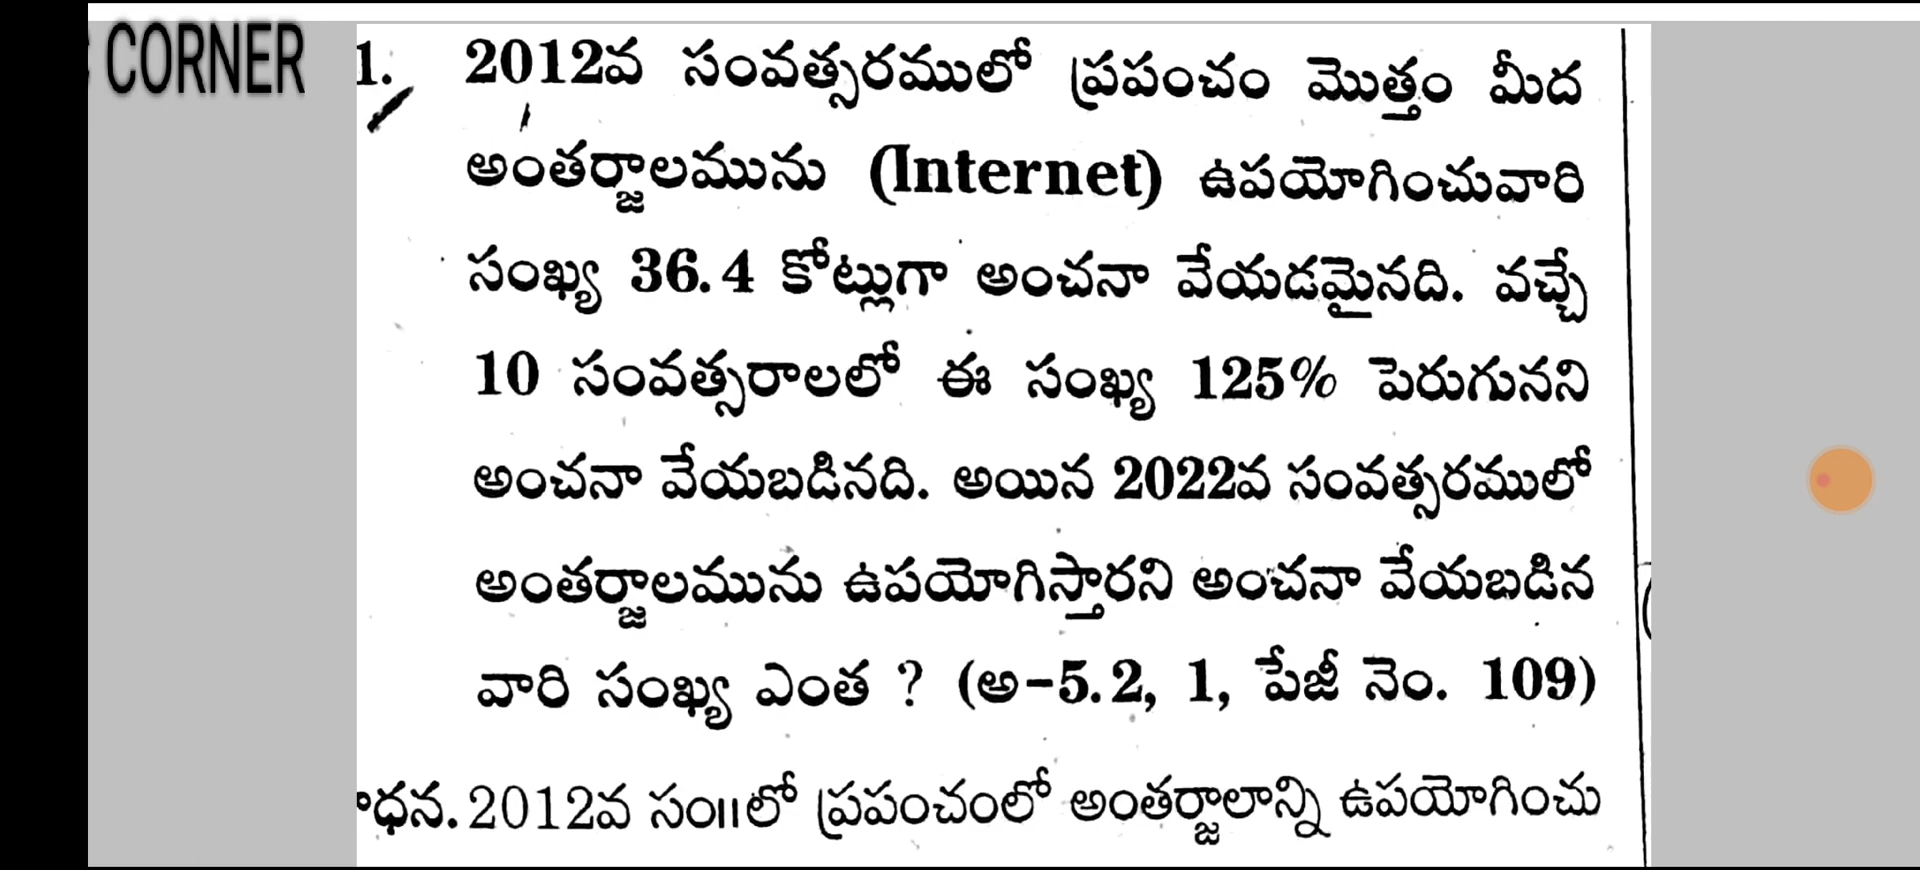 CORNER
1. 2012వ సంవత్సరములో ప్రపంచం మొత్తం మీద
అంతర్జాలమును (Internet) ఉపయోగించువారి
సంఖ్య 36.4 కోట్లుగా అంచనా వేయడమైనది. వచ్చే
10 సంవత్సరాలలో ఈ సంఖ్య 125% పెరుగునని
అంచనా వేయబడినది. అయిన 2022వ సంవత్సరములో
అంతర్జాలమును ఉపయోగిస్తారని అంచనా వేయబడిన
వారి సంఖ్య ఎంత ? (అ-5.2, 1, పేజీ నెం. 109)
ాధన. 2012వ సం॥లో ప్రపంచంలో అంతర్జాలాన్ని ఉపయోగించు